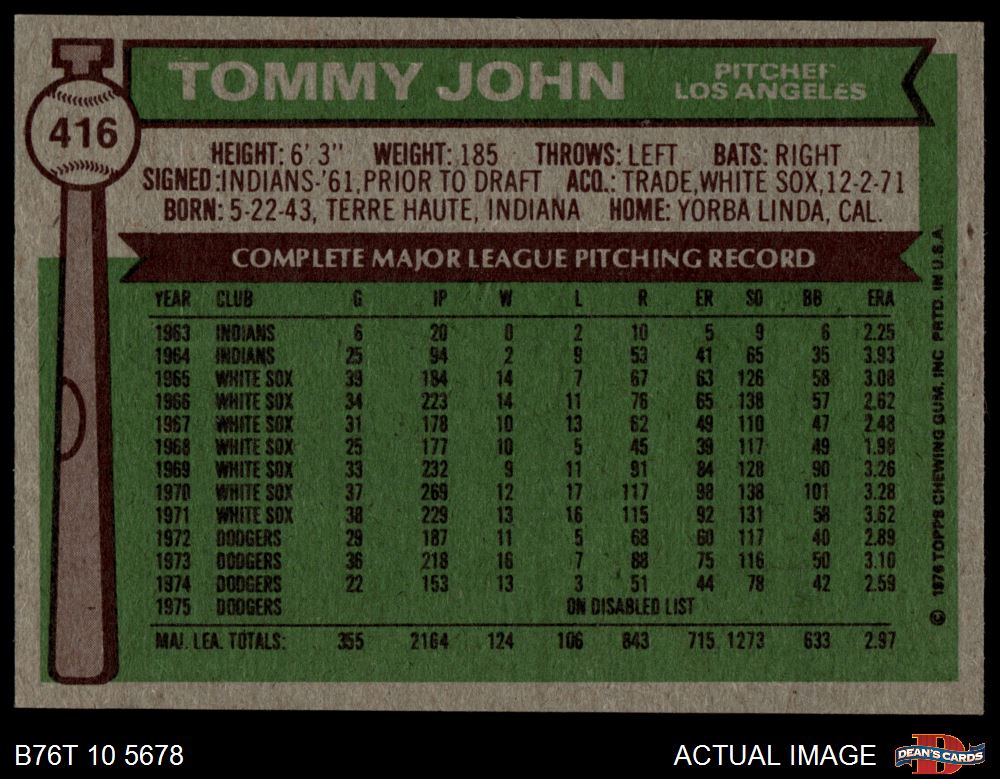 TOMMY JOHN
PITCHER
LOS ANGELES
416
HEIGHT: 6' 3" WEIGHT: 185 THROWS: LEFT BATS: RIGHT
SIGNED: INDIANS-'61, PRIOR TO DRAFT ACQ.: TRADE, WHITE SOX, 12-2-71
BORN: 5-22-43, TERRE HAUTE, INDIANA HOME: YORBA LINDA, CAL.
COMPLETE MAJOR LEAGUE PITCHING RECORD
YEAR CLUB G IP W L R ER SO BB ERA
1963 INDIANS 6 20 0 2 10 5 9 6 2.25
1964 INDIANS 25 94 2 9 53 41 65 35 3.93
1965 WHITE SOX 39 184 14 7 67 63 126 58 3.08
1966 WHITE SOX 34 223 14 11 76 65 138 57 2.62
1967 WHITE SOX 31 178 10 13 62 49 110 47 2.48
1968 WHITE SOX 25 177 10 5 45 39 117 49 1.98
1969 WHITE SOX 33 232 9 11 91 84 128 90 3.26
1970 WHITE SOX 37 269 12 17 117 98 138 101 3.28
1971 WHITE SOX 38 229 13 16 115 92 131 58 3.62
1972 DODGERS 29 187 11 5 68 60 117 40 2.89
1973 DODGERS 36 218 16 7 88 75 116 50 3.10
1974 DODGERS 22 153 13 3 51 44 78 42 2.59
1975 DODGERS ON DISABLED LIST
MAJ. LEA. TOTALS: 355 2164 124 106 843 715 1273 633 2.97
© 1976 TOPPS CHEWING GUM, INC PRTD. IN U.S.A.
B76T 10 5678
ACTUAL IMAGE
D
DEAN'S CARDS